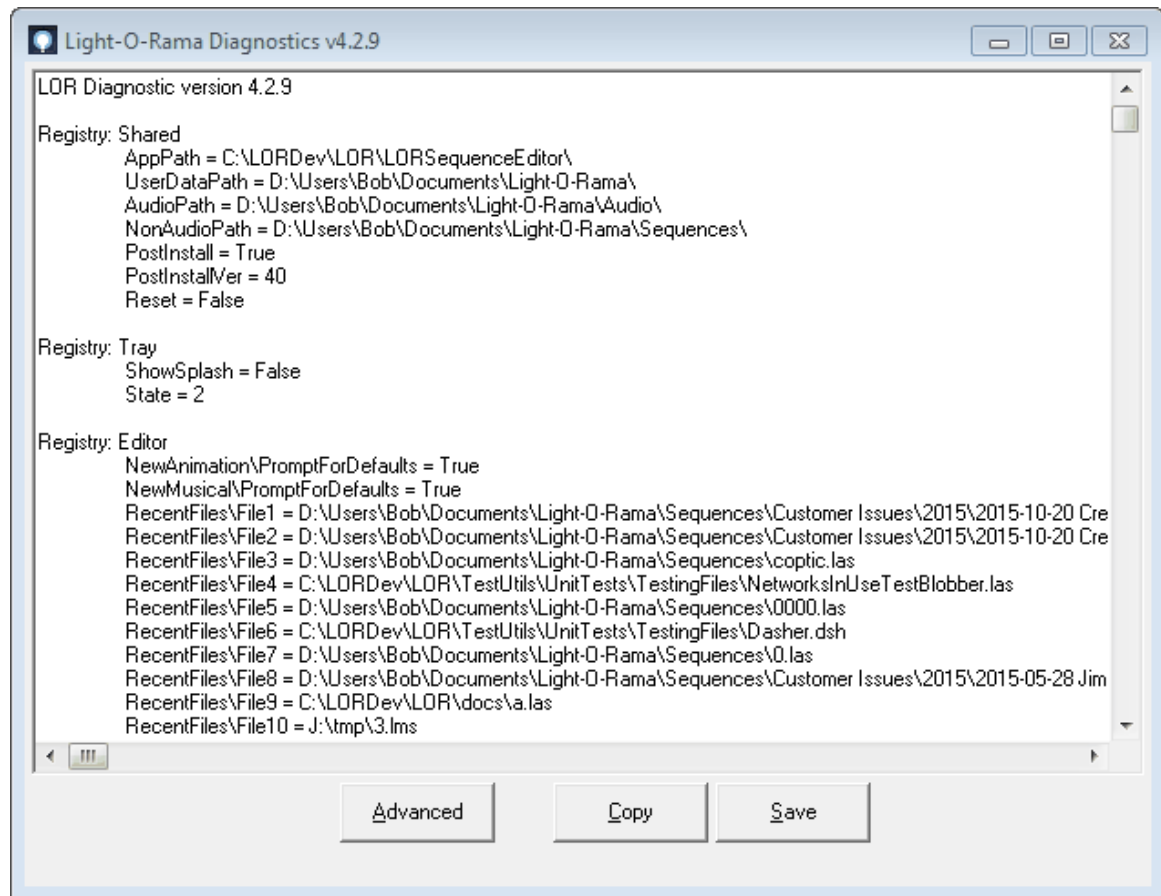 Light-O-Rama Diagnostics v4.2.9
LOR Diagnostic version 4.2.9
Registry: Shared
AppPath = C:\LORDev\LOR\LORSequenceEditor\
UserDataPath = D:\Users\Bob\Documents\Light-O-Rama\
AudioPath = D:\Users\Bob\Documents\Light-O-Rama\Audio\
NonAudioPath = D:\Users\Bob\Documents\Light-O-Rama\Sequences\
PostInstall = True
PostInstallVer = 40
Reset = False
Registry: Tray
ShowSplash = False
State = 2
Registry: Editor
NewAnimation\PromptForDefaults = True
NewMusical\PromptForDefaults = True
RecentFiles\File1 = D:\Users\Bob\Documents\Light-O-Rama\Sequences\Customer Issues\2015\2015-10-20 Cre
RecentFiles\File2 = D:\Users\Bob\Documents\Light-O-Rama\Sequences\Customer Issues\2015\2015-10-20 Cre
RecentFiles\File3 = D:\Users\Bob\Documents\Light-O-Rama\Sequences\coptic.las
RecentFiles\File4 = C:\LORDev\LOR\TestUtils\UnitTests\TestingFiles\NetworksInUseTestBlobber.las
RecentFiles\File5 = D:\Users\Bob\Documents\Light-O-Rama\Sequences\0000.las
RecentFiles\File6 = C:\LORDev\LOR\TestUtils\UnitTests\TestingFiles\Dasher.dsh
RecentFiles\File7 = D:\Users\Bob\Documents\Light-O-Rama\Sequences\0.las
RecentFiles\File8 = D:\Users\Bob\Documents\Light-O-Rama\Sequences\Customer Issues\2015\2015-05-28 Jim
RecentFiles\File9 = C:\LORDev\LOR\docs\a.las
RecentFiles\File10 = J:\tmp\3.lms
Advanced Copy Save